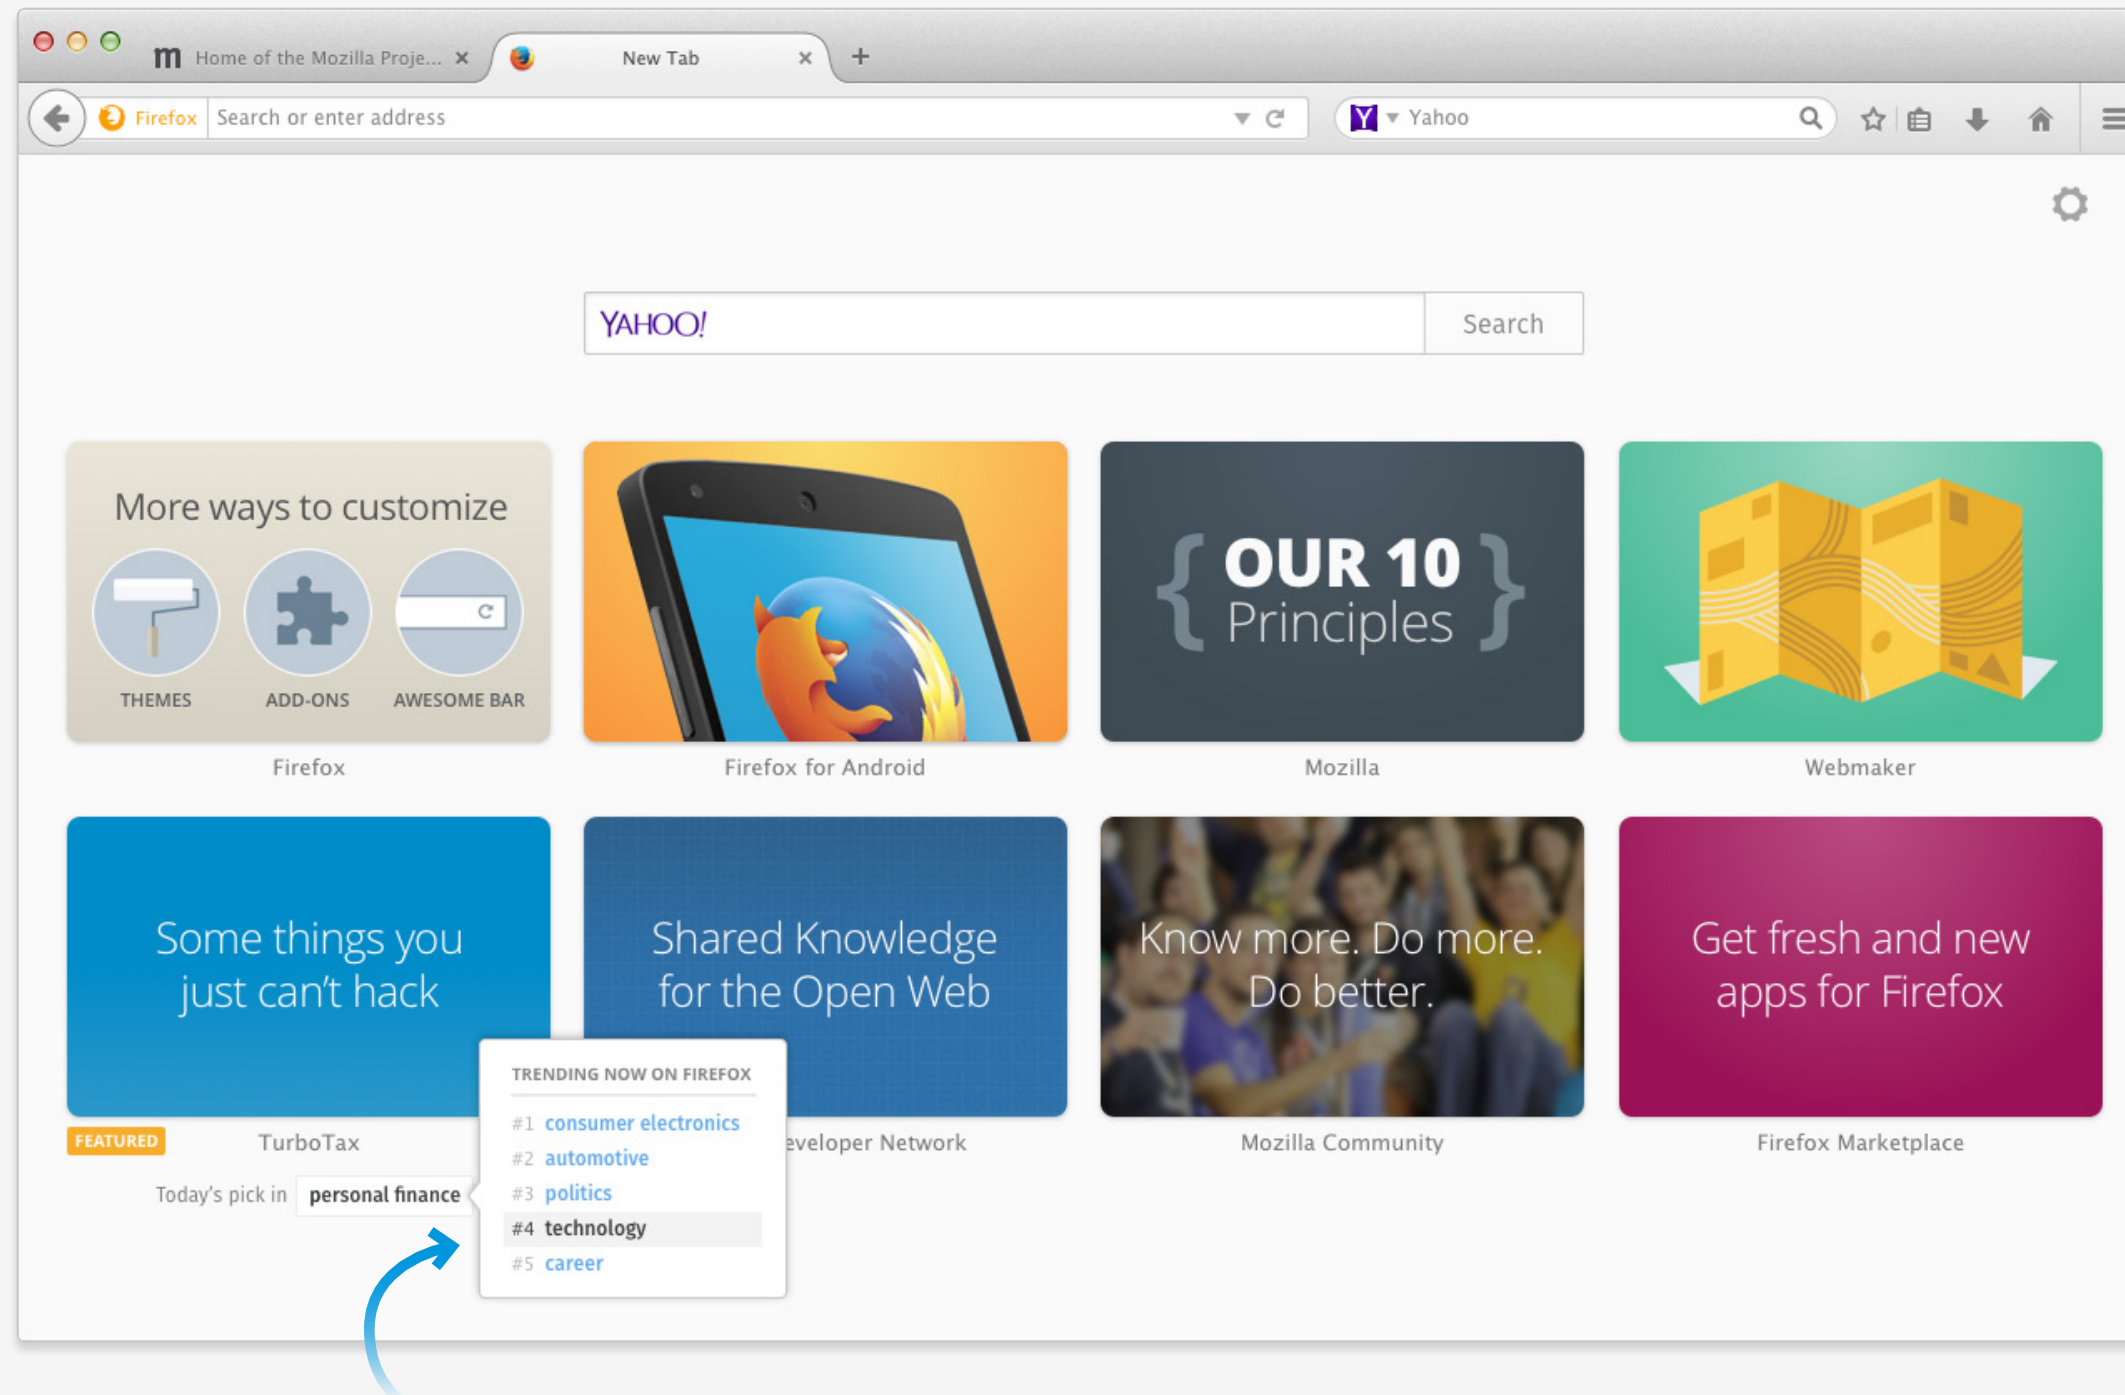 m Home of the Mozilla Proje...
New Tab
Firefox Search or enter address
Y Yahoo
YAHOO! Search
More ways to customize
THEMES ADD-ONS AWESOME BAR
Firefox
Firefox for Android
{ OUR 10 }
Principles
Mozilla
Webmaker
Some things you
just can't hack
FEATURED TurboTax
Today's pick in personal finance
Shared Knowledge
for the Open Web
eveloper Network
TRENDING NOW ON FIREFOX
#1 consumer electronics
#2 automotive
#3 politics
#4 technology
#5 career
Know more. Do more.
Do better.
Mozilla Community
Get fresh and new
apps for Firefox
Firefox Marketplace